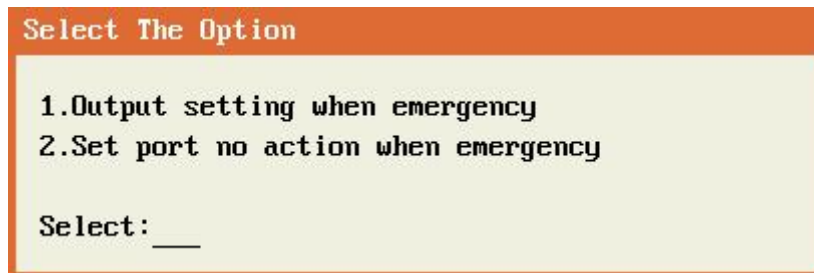 Select The Option
1.Output setting when emergency
2.Set port no action when emergency
Select:___